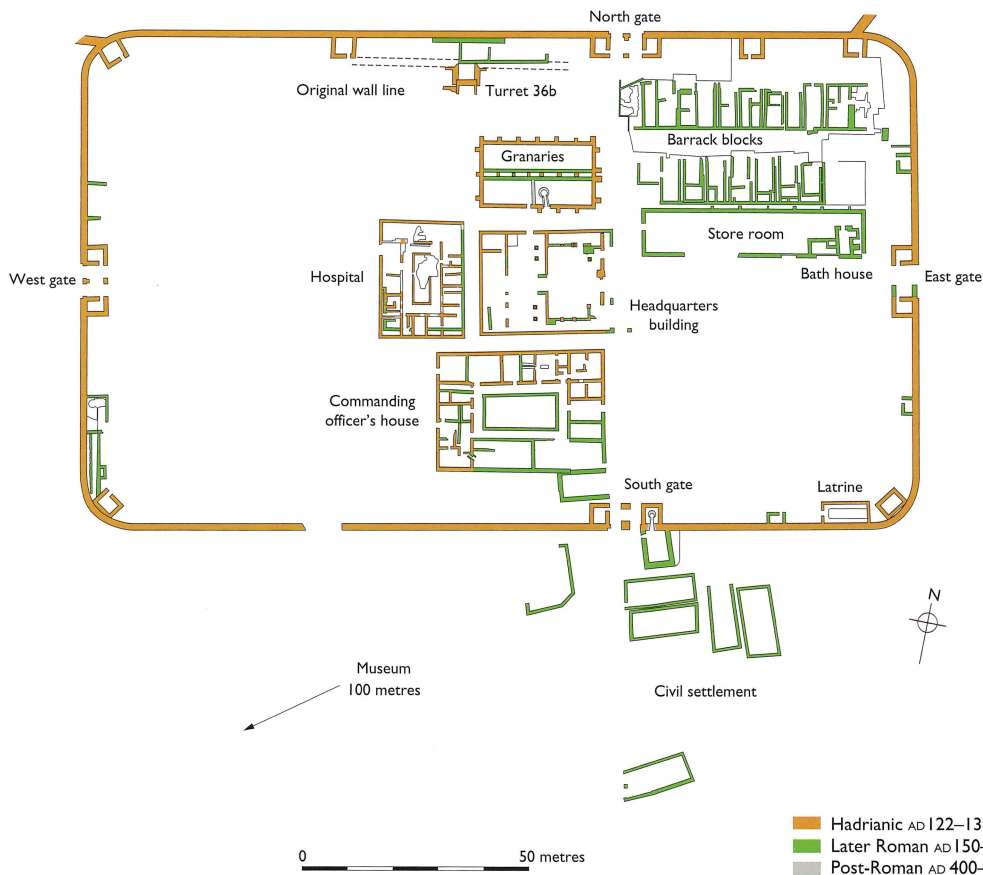 North gate
Original wall line
Turret 36b
Barrack blocks
Granaries
Store room
Bath house
West gate
Hospital
East gate
Headquarters
building
Commanding
officer's house
South gate
Latrine
N
Museum
100 metres
Civil settlement
0
50 metres
Hadrianic AD 122–13
Later Roman AD 150–
Post-Roman AD 400–